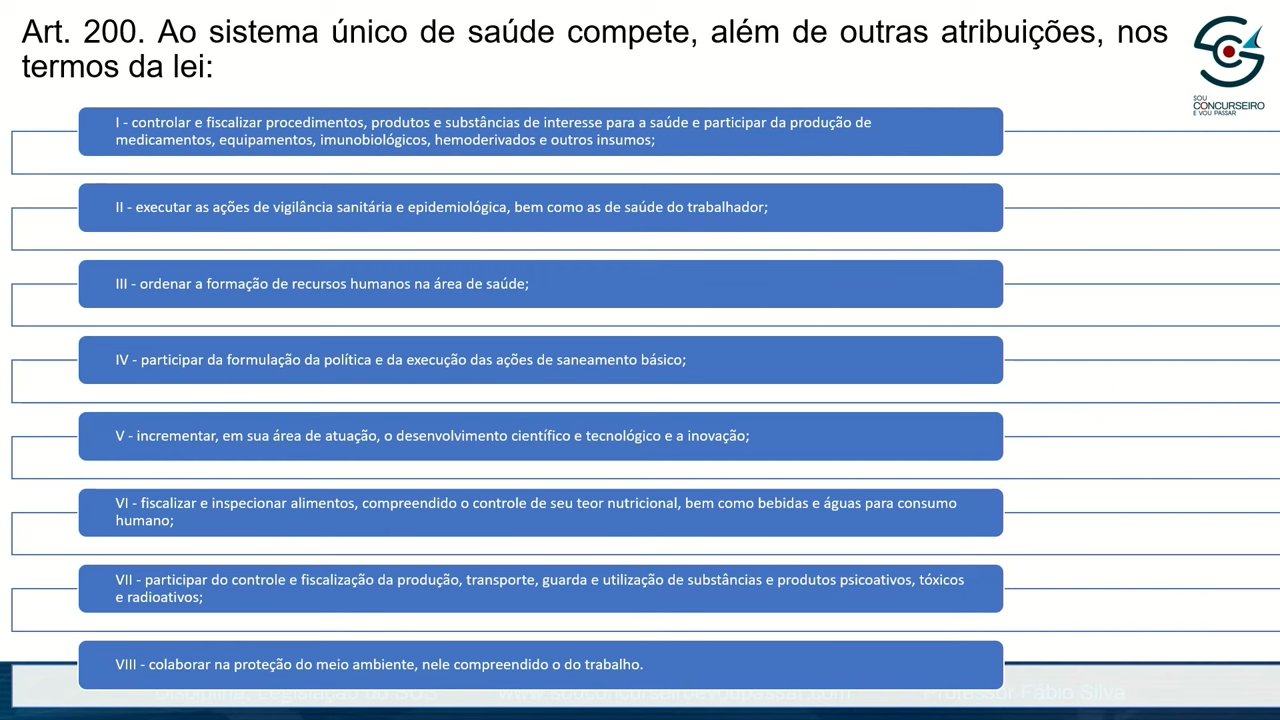 Art. 200. Ao sistema único de saúde compete, além de outras atribuições, nos
termos da lei:
SOU
CONCURSEIRO
E VOU PASSAR
I - controlar e fiscalizar procedimentos, produtos e substâncias de interesse para a saúde e participar da produção de
medicamentos, equipamentos, imunobiológicos, hemoderivados e outros insumos;
II - executar as ações de vigilância sanitária e epidemiológica, bem como as de saúde do trabalhador;
III - ordenar a formação de recursos humanos na área de saúde;
IV - participar da formulação da política e da execução das ações de saneamento básico;
V - incrementar, em sua área de atuação, o desenvolvimento científico e tecnológico e a inovação;
VI - fiscalizar e inspecionar alimentos, compreendido o controle de seu teor nutricional, bem como bebidas e águas para consumo
humano;
VII - participar do controle e fiscalização da produção, transporte, guarda e utilização de substâncias e produtos psicoativos, tóxicos
e radioativos;
VIII - colaborar na proteção do meio ambiente, nele compreendido o do trabalho.
Professor Fábio Silva